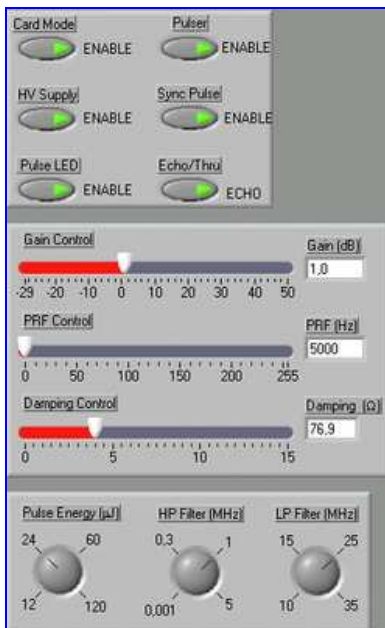 Card Mode Pulser
ENABLE ENABLE
HV Supply Sync Pulse
ENABLE ENABLE
Pulse LED Echo/Thru
ENABLE ECHO
Gain Control Gain (dB)
1,0
-29 -20 -10 0 10 20 30 40 50
PRF Control PRF (Hz)
5000
0 50 100 150 200 255
Damping Control Damping (Ω)
76,9
0 5 10 15
Pulse Energy (µJ) HP Filter (MHz) LP Filter (MHz)
24 60 0,3 1 15 25
12 120 0,001 5 10 35